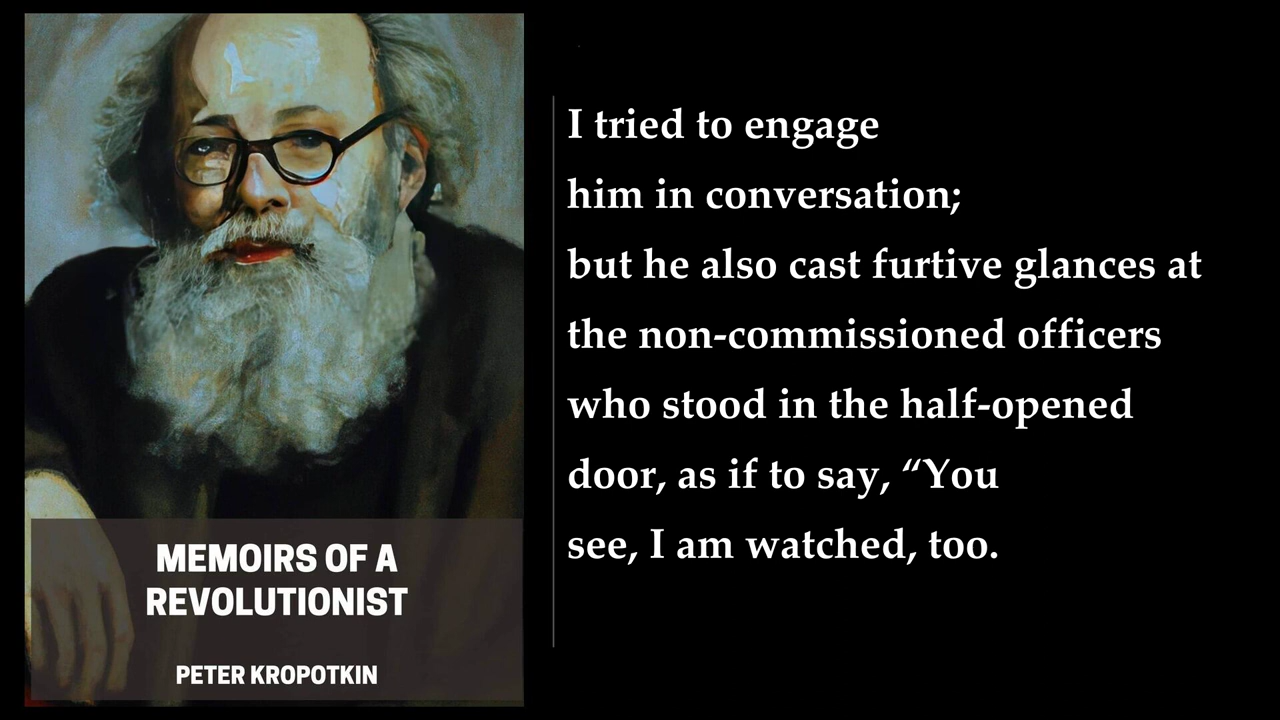 MEMOIRS OF A
REVOLUTIONIST
PETER KROPOTKIN
I tried to engage
him in conversation;
but he also cast furtive glances at
the non-commissioned officers
who stood in the half-opened
door, as if to say, “You
see, I am watched, too.